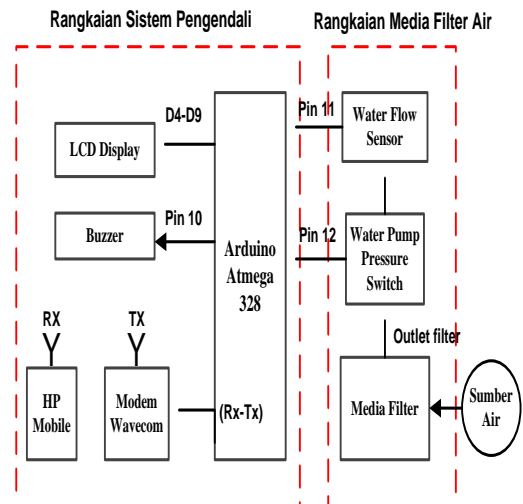 Rangkaian Sistem Pengendali
Rangkaian Media Filter Air
D4-D9
LCD Display
Pin 10
Buzzer
RX
TX
HP
Mobile
Modem
Wavecom
(Rx-Tx)
Arduino
Atmega
328
Pin 11
Water Flow
Sensor
Pin 12
Water Pump
Pressure
Switch
Outlet filter
Media Filter
Sumber
Air